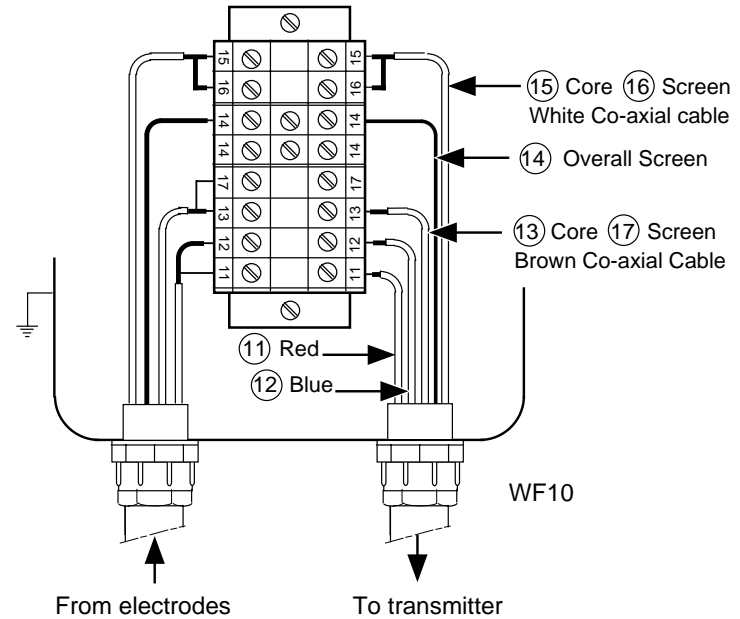 15 15
16 16
14 14
14 14
17 17
13 13
12 12
11 11
15 Core 16 Screen
White Co-axial cable
14 Overall Screen
13 Core 17 Screen
Brown Co-axial Cable
11 Red
12 Blue
WF10
From electrodes
To transmitter